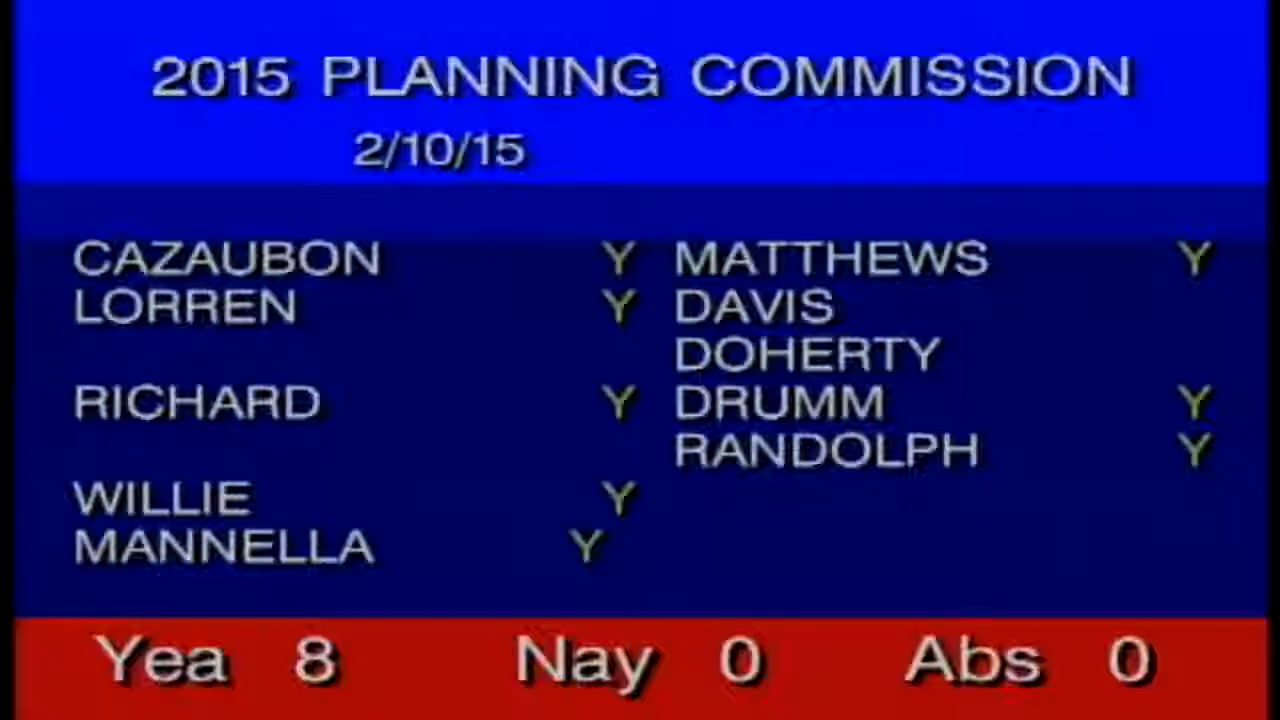 2015 PLANNING COMMISSION
2/10/15
CAZAUBON Y MATTHEWS Y
LORREN Y DAVIS
DOHERTY
RICHARD Y DRUMM Y
RANDOLPH Y
WILLIE Y
MANNELLA Y
Yea 8 Nay 0 Abs 0